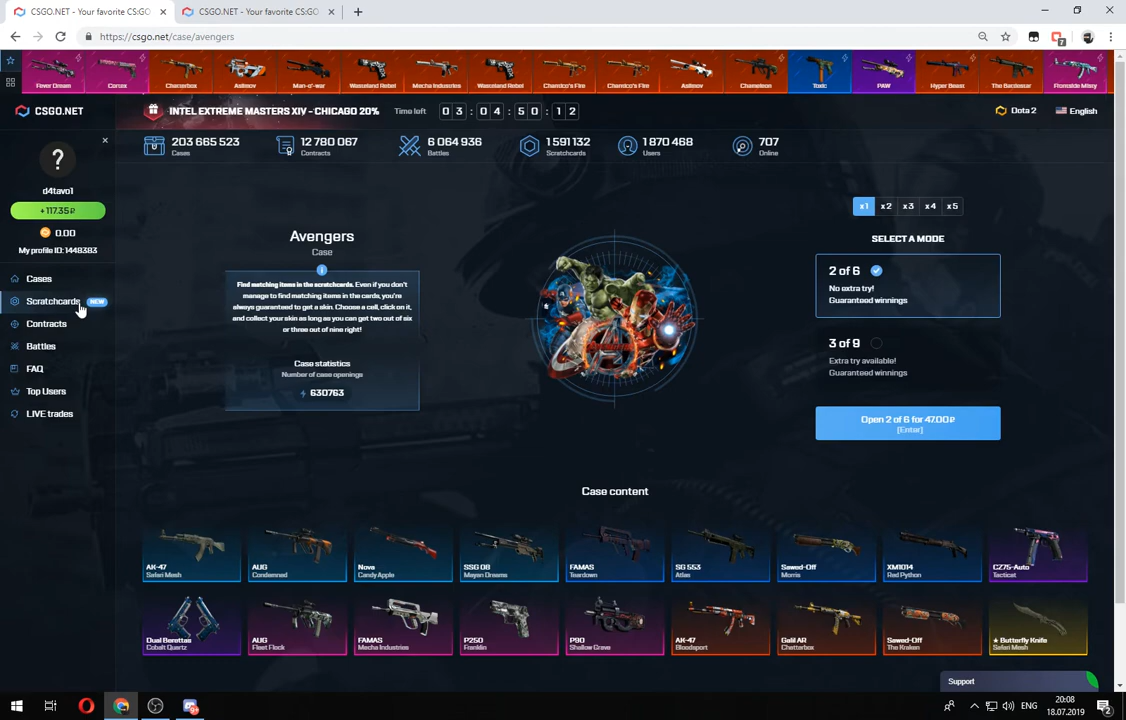 CSGO.NET - Your favorite CS:GO
CSGO.NET - Your favorite CS:GO
https://csgo.net/case/avengers
7
Fever Dream
Cortex
Chatterbox
Asiimov
Man-o'-war
Wasteland Rebel
Mecha Industries
Wasteland Rebel
Chantico's Fire
Chantico's Fire
Asiimov
Chameleon
Toxic
PAW
Hyper Beast
The Battlestar
Floriside Missy
CSGO.NET
INTEL EXTREME MASTERS XIV - CHICAGO 20%
Time left
0 3 : 0 4 : 5 0 : 1 2
Dota 2
English
203 665 523
Cases
12 780 067
Contracts
6 064 936
Battles
1 591 132
Scratchcards
1 870 468
Users
707
Online
?
d4tavo1
+117.35₽
0.00
My profile ID: 1448383
Cases
Scratchcards
NEW
Contracts
Battles
FAQ
Top Users
LIVE trades
Avengers
Case
Find matching items in the scratchcards. Even if you don't
manage to find matching items in the cards, you're
always guaranteed to get a skin. Choose a cell, click on it,
and collect your skin as long as you can get two out of six
or three out of nine right!
Case statistics
Number of case openings
630763
x1 x2 x3 x4 x5
SELECT A MODE
2 of 6
No extra try!
Guaranteed winnings
3 of 9
Extra try available!
Guaranteed winnings
Open 2 of 6 for 47.00₽
[Enter]
Case content
AK-47
Safari Mesh
AUG
Condemned
Nova
Candy Apple
SSG 08
Mayan Dreams
FAMAS
Teardown
SG 553
Atlas
Sawed-Off
Morris
XM1014
Red Python
CZ75-Auto
Tacticat
Dual Berettas
Cobalt Quartz
AUG
Fleet Flock
FAMAS
Mecha Industries
P250
Franklin
P90
Shallow Grave
AK-47
Bloodsport
Galil AR
Chatterbox
Sawed-Off
The Kraken
★ Butterfly Knife
Safari Mesh
Support
ENG
20:08
18.07.2019
2